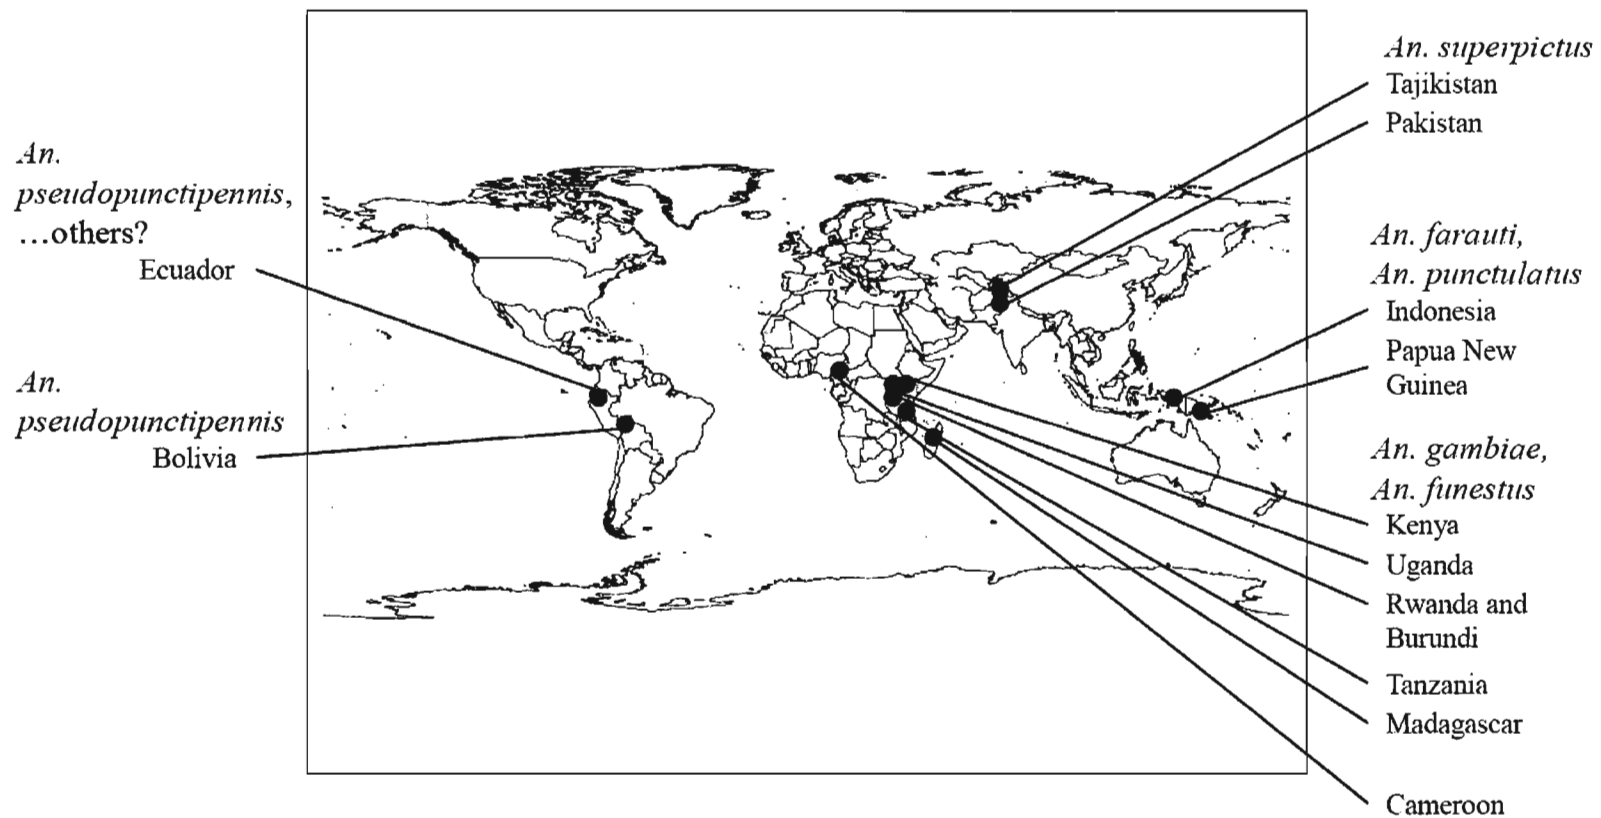 An.
pseudopunctipennis,
...others?
Ecuador
An.
pseudopunctipennis
Bolivia
An. superpictus
Tajikistan
Pakistan
An. farauti,
An. punctulatus
Indonesia
Papua New
Guinea
An. gambiae,
An. funestus
Kenya
Uganda
Rwanda and
Burundi
Tanzania
Madagascar
Cameroon